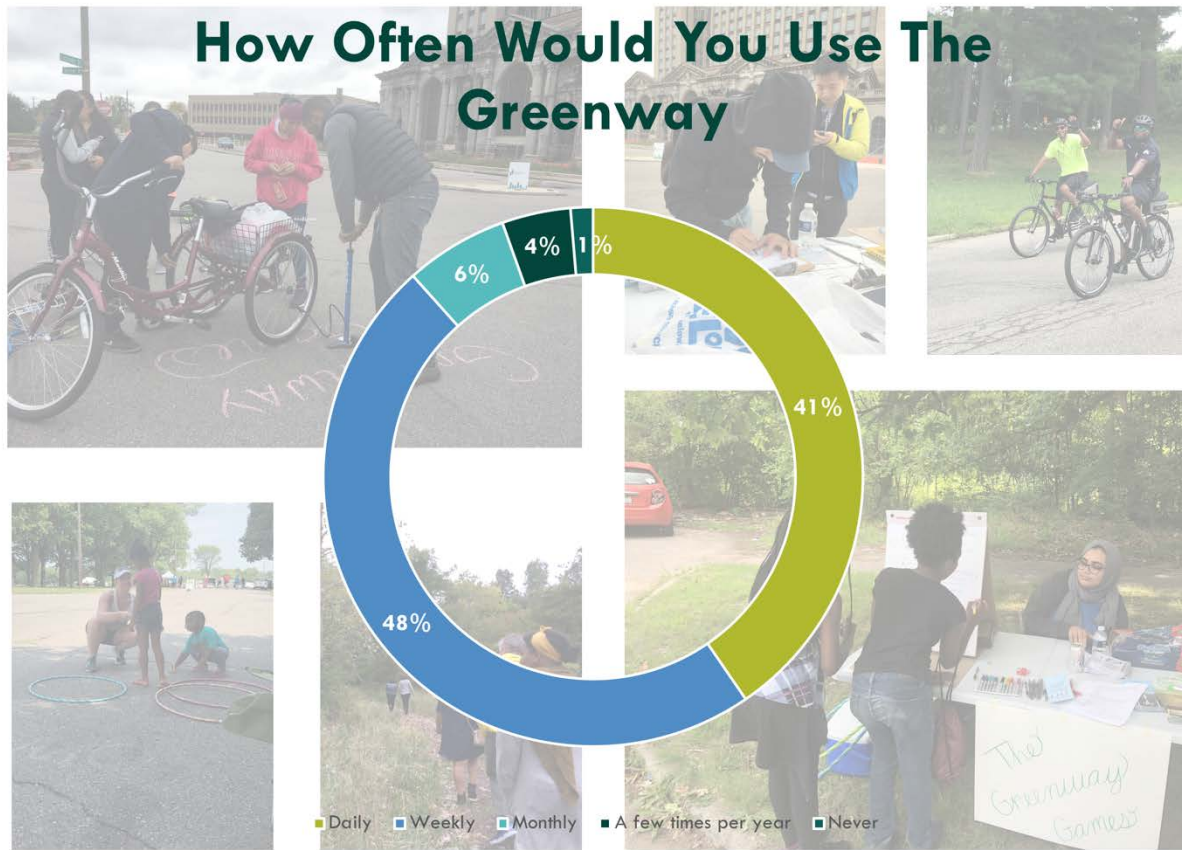 How Often Would You Use The
Greenway
4%
1%
6%
41%
48%
The
Greenway
Games
Daily
Weekly
Monthly
A few times per year
Never